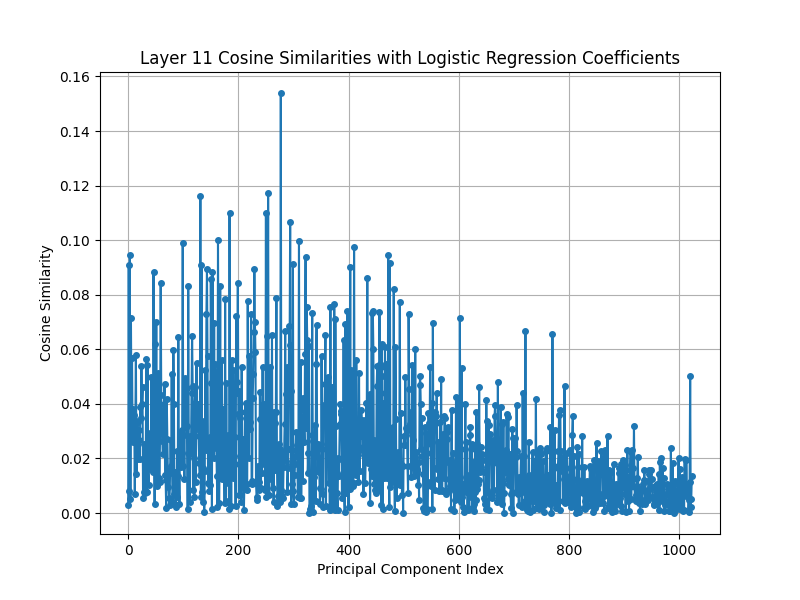 Layer 11 Cosine Similarities with Logistic Regression Coefficients
0.16
0.14
0.12
0.10
0.08
0.06
0.04
0.02
0.00
Cosine Similarity
0 200 400 600 800 1000
Principal Component Index